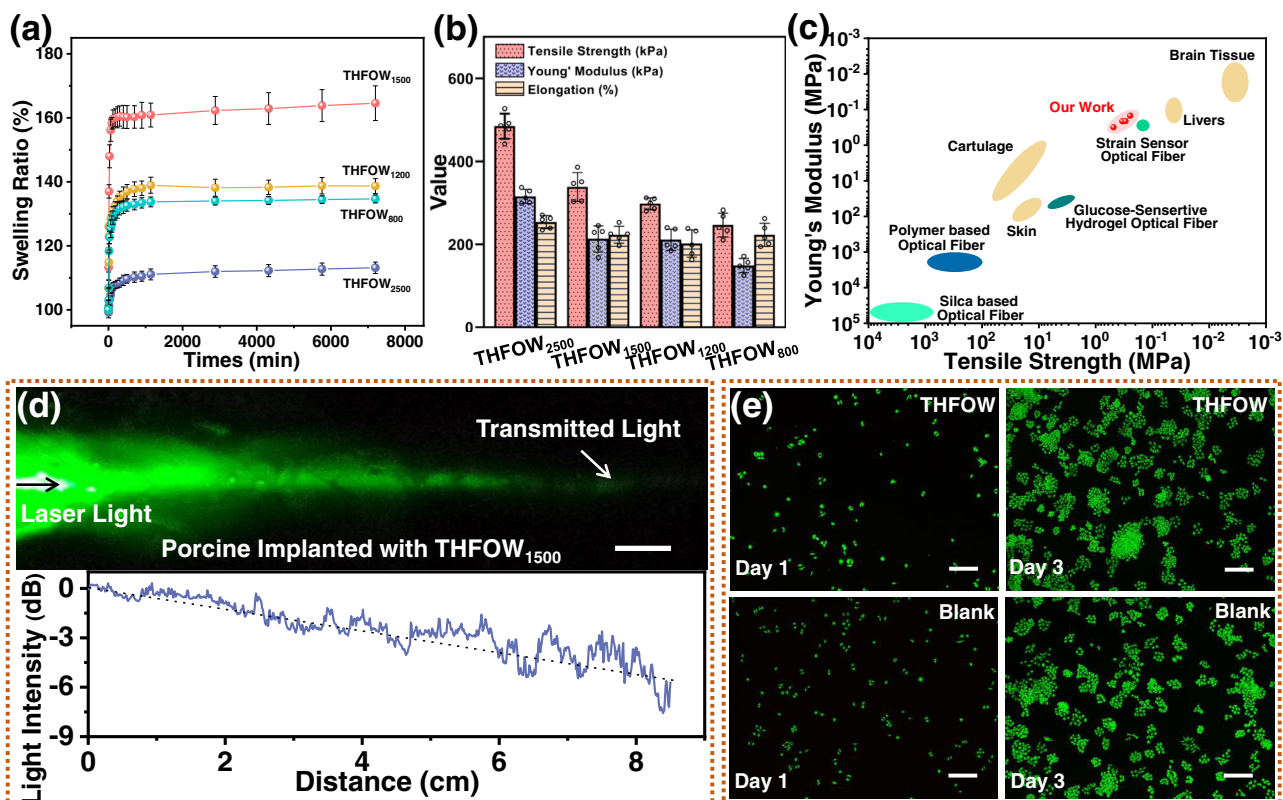 (a)
Swelling Ratio (%)
180
160
140
120
100
THFOW1500
THFOW1200
THFOW800
THFOW2500
0 2000 4000 6000 8000
Times (min)
(b)
Tensile Strength (kPa)
Young' Modulus (kPa)
Elongation (%)
Value
600
400
200
0
THFOW2500 THFOW1500 THFOW1200 THFOW800
(c)
Young's Modulus (MPa)
10-3
10-2
10-1
100
101
102
103
104
105
Brain Tissue
Our Work
Livers
Strain Sensor
Optical Fiber
Cartulage
Glucose-Sensertive
Hydrogel Optical Fiber
Skin
Polymer based
Optical Fiber
Silca based
Optical Fiber
104 103 102 101 100 10-1 10-2 10-3
Tensile Strength (MPa)
(d)
Transmitted Light
Laser Light
Porcine Implanted with THFOW1500
Light Intensity (dB)
0
-3
-6
-9
0 2 4 6 8
Distance (cm)
(e)
THFOW
Day 1
THFOW
Day 3
Blank
Day 1
Blank
Day 3